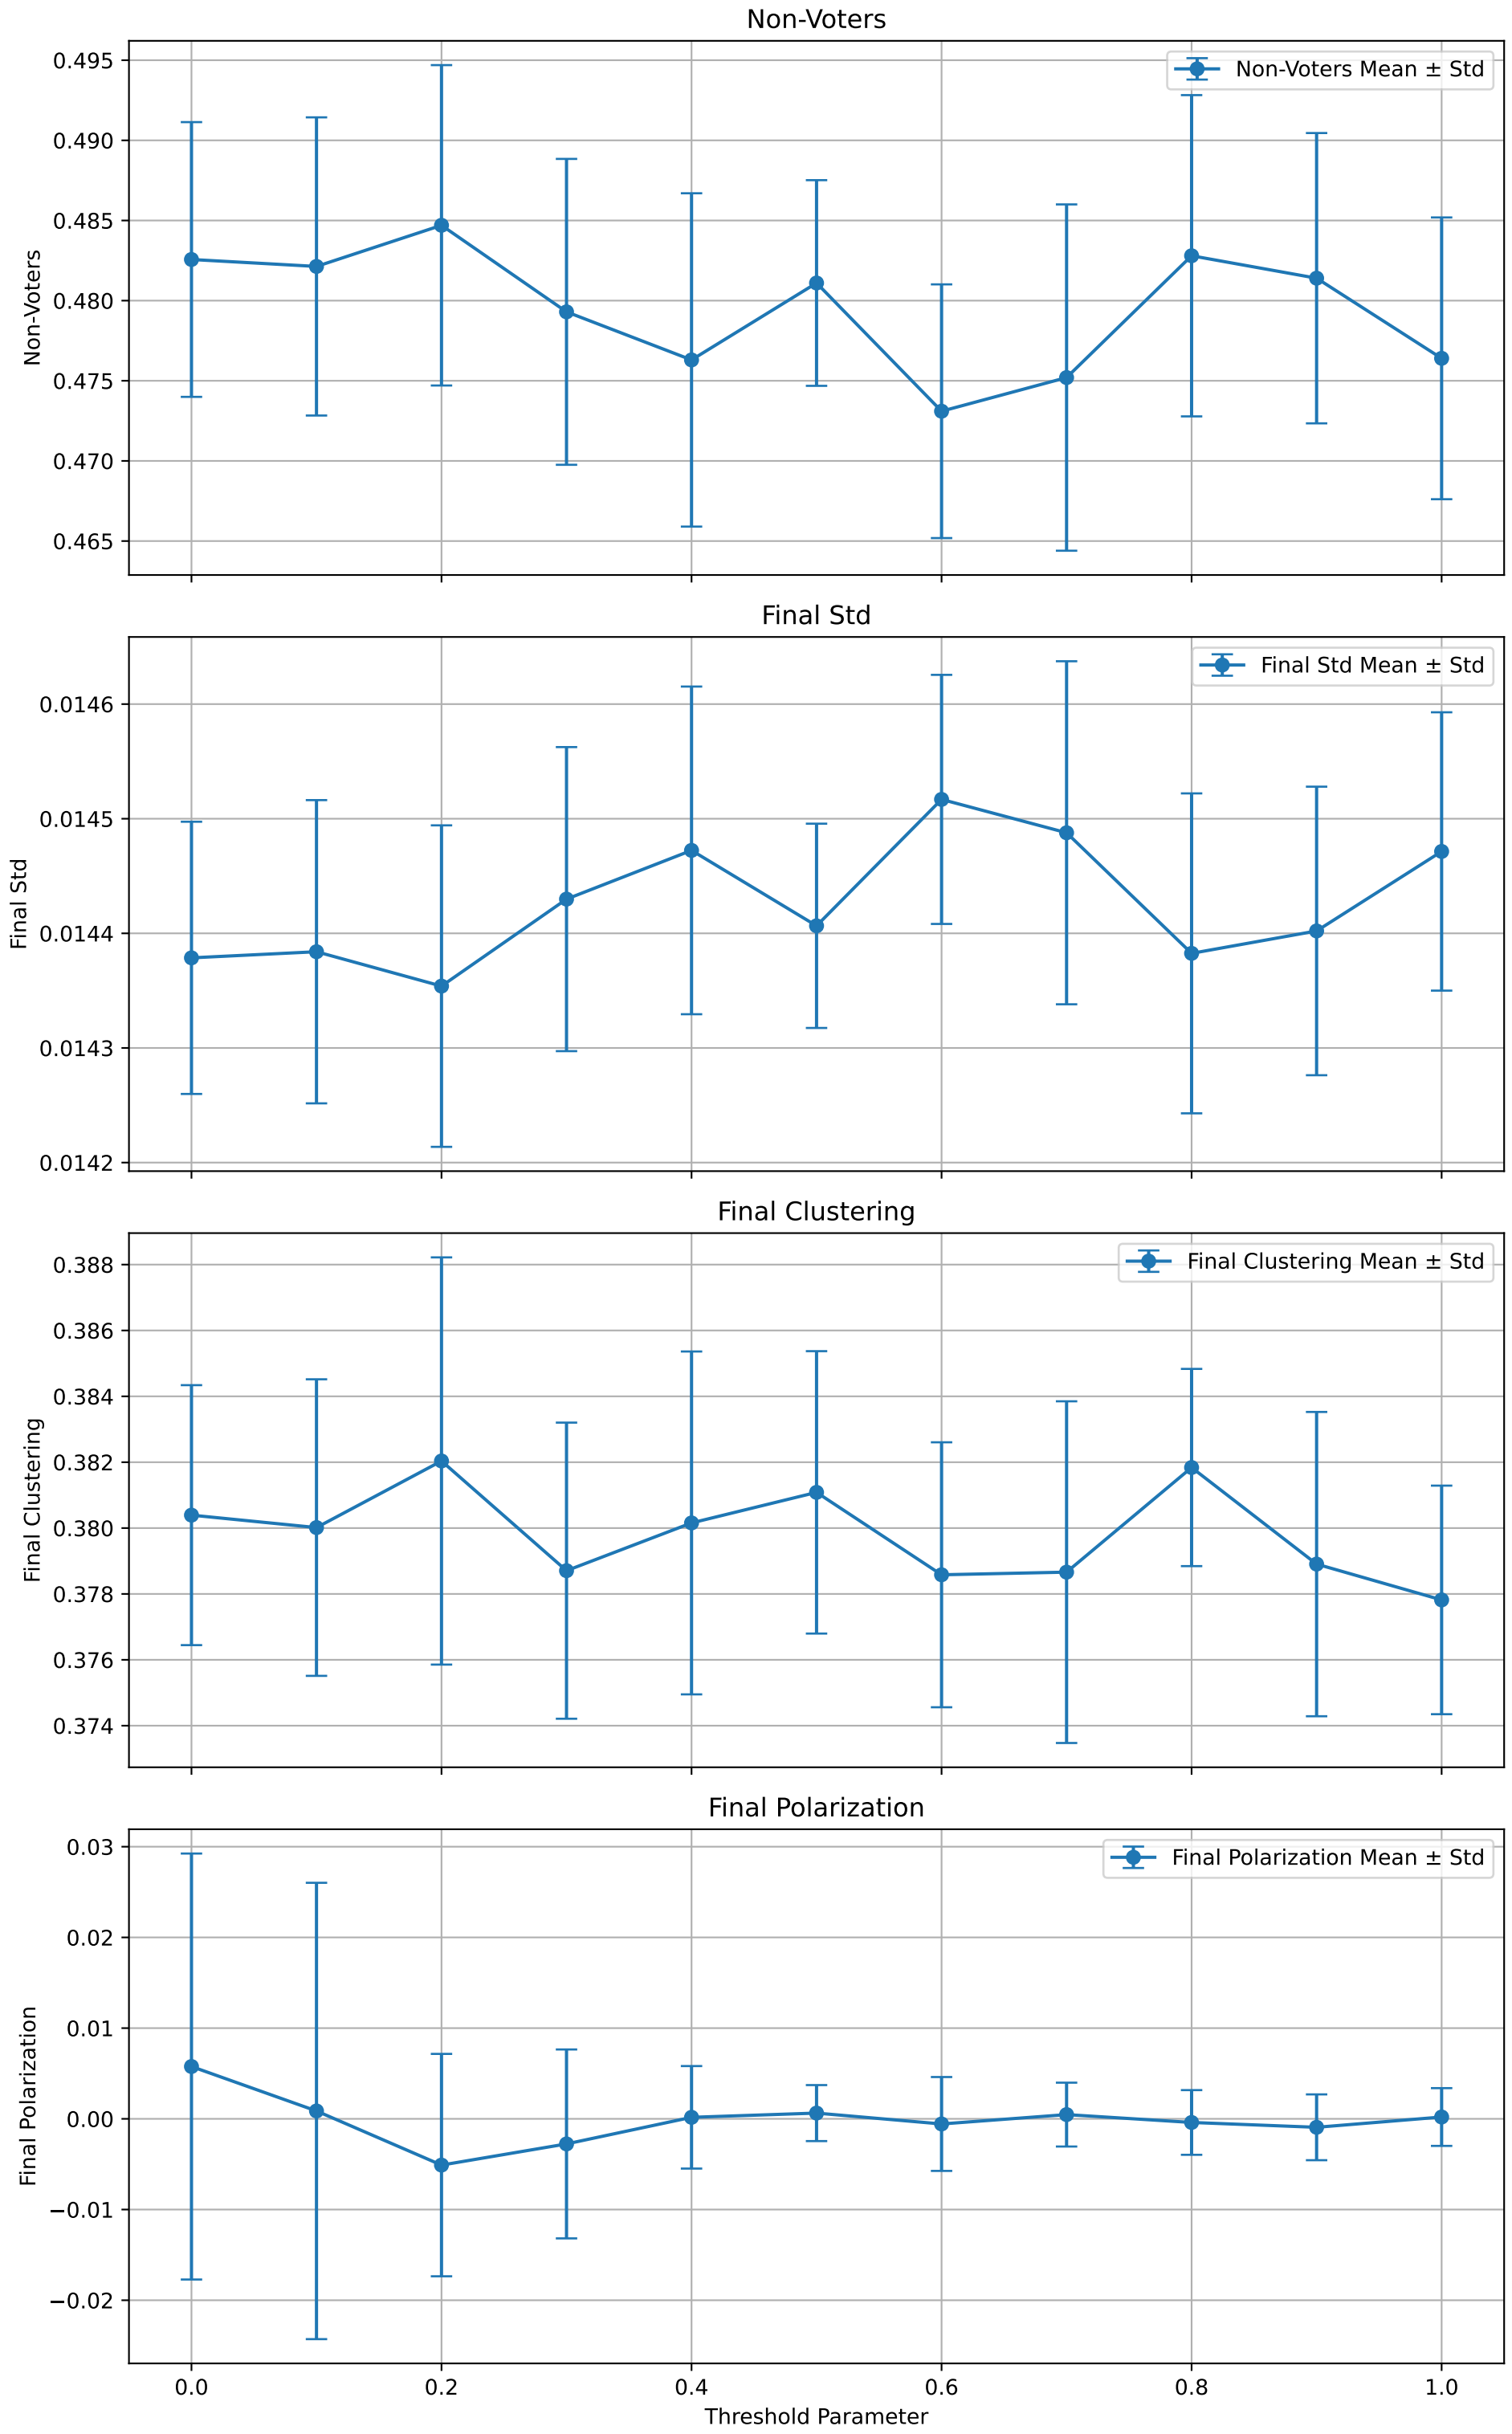 Non-Voters
Non-Voters Mean ± Std
0.495
0.490
0.485
0.480
0.475
0.470
0.465
Non-Voters
Final Std
Final Std Mean ± Std
0.0146
0.0145
0.0144
0.0143
0.0142
Final Std
Final Clustering
Final Clustering Mean ± Std
0.388
0.386
0.384
0.382
0.380
0.378
0.376
0.374
Final Clustering
Final Polarization
Final Polarization Mean ± Std
0.03
0.02
0.01
0.00
−0.01
−0.02
Final Polarization
0.0 0.2 0.4 0.6 0.8 1.0
Threshold Parameter